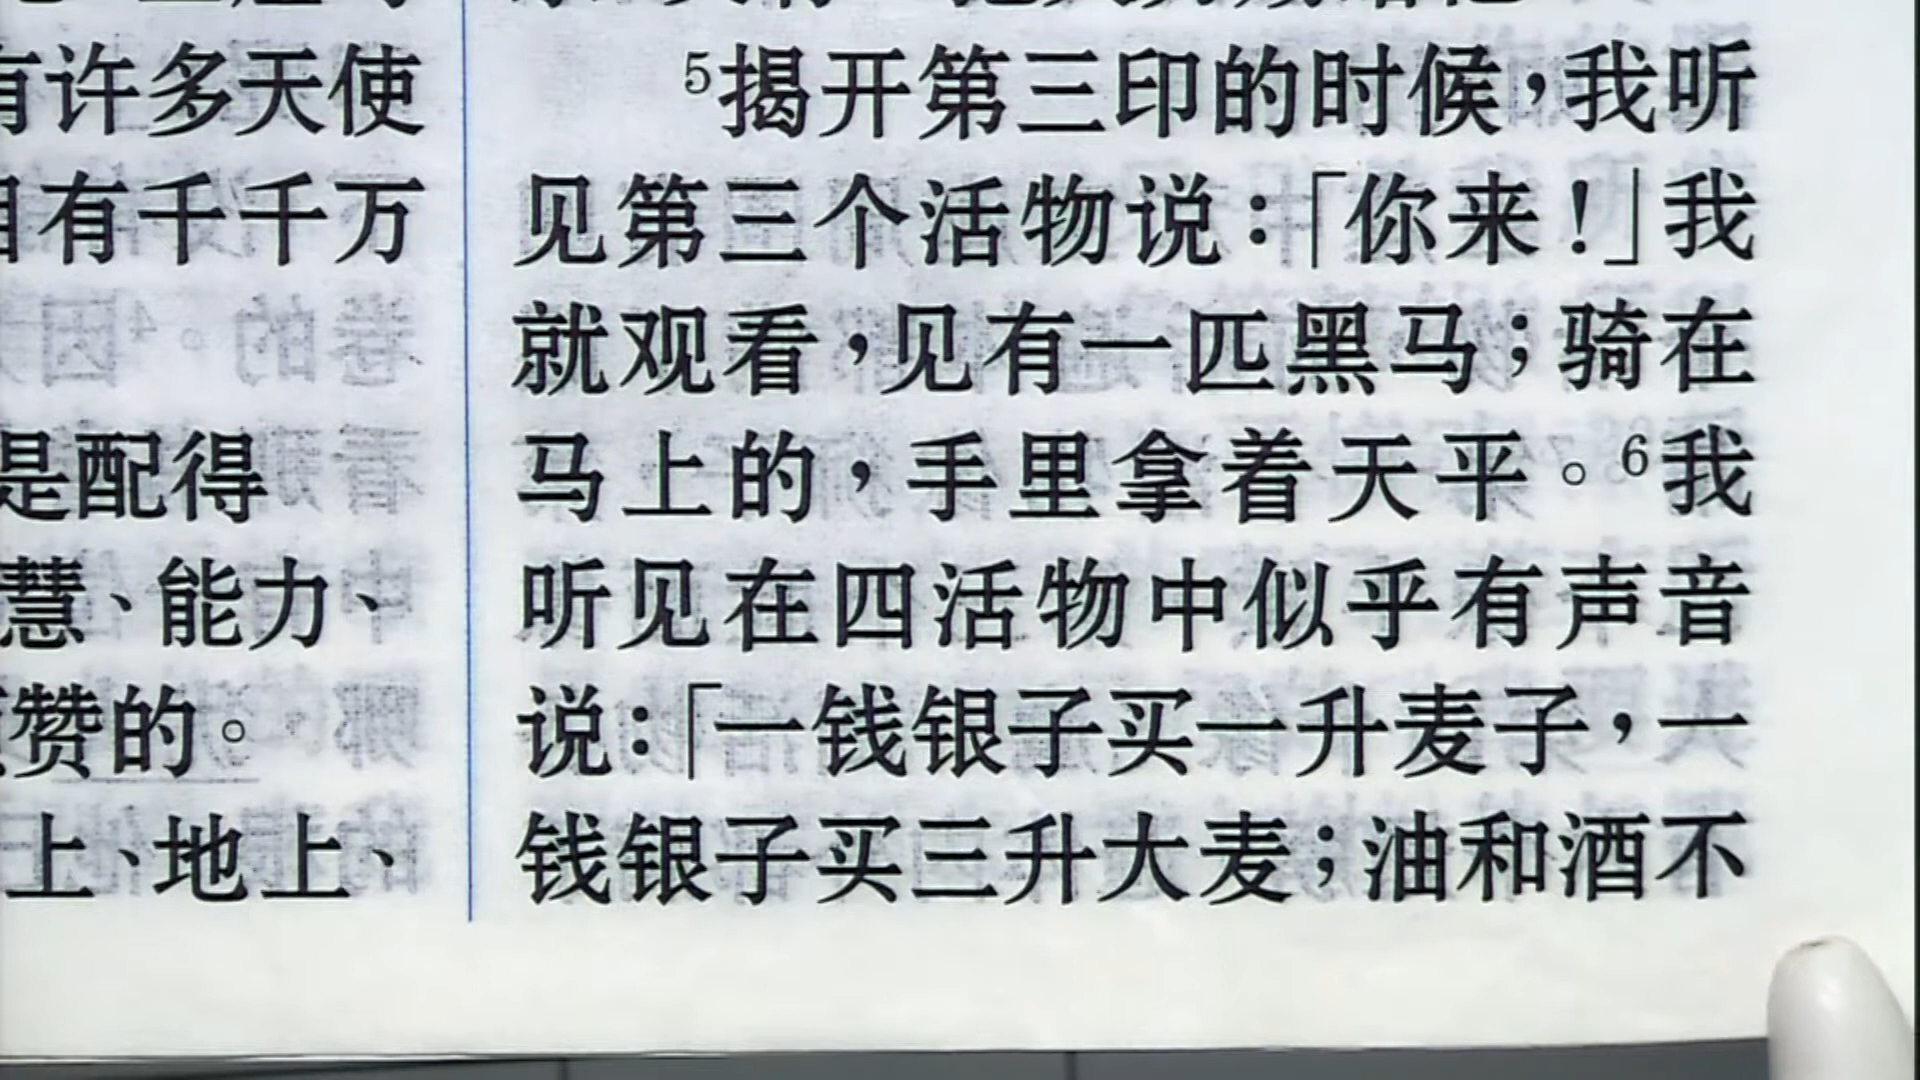 有许多天使
有千千万
是配得
慧、能力、
赞的。
上、地上、
5揭开第三印的时候，我听
见第三个活物说：「你来！」我
就观看，见有一匹黑马；骑在
马上的，手里拿着天平。6我
听见在四活物中似乎有声音
说：「一钱银子买一升麦子，一
钱银子买三升大麦；油和酒不